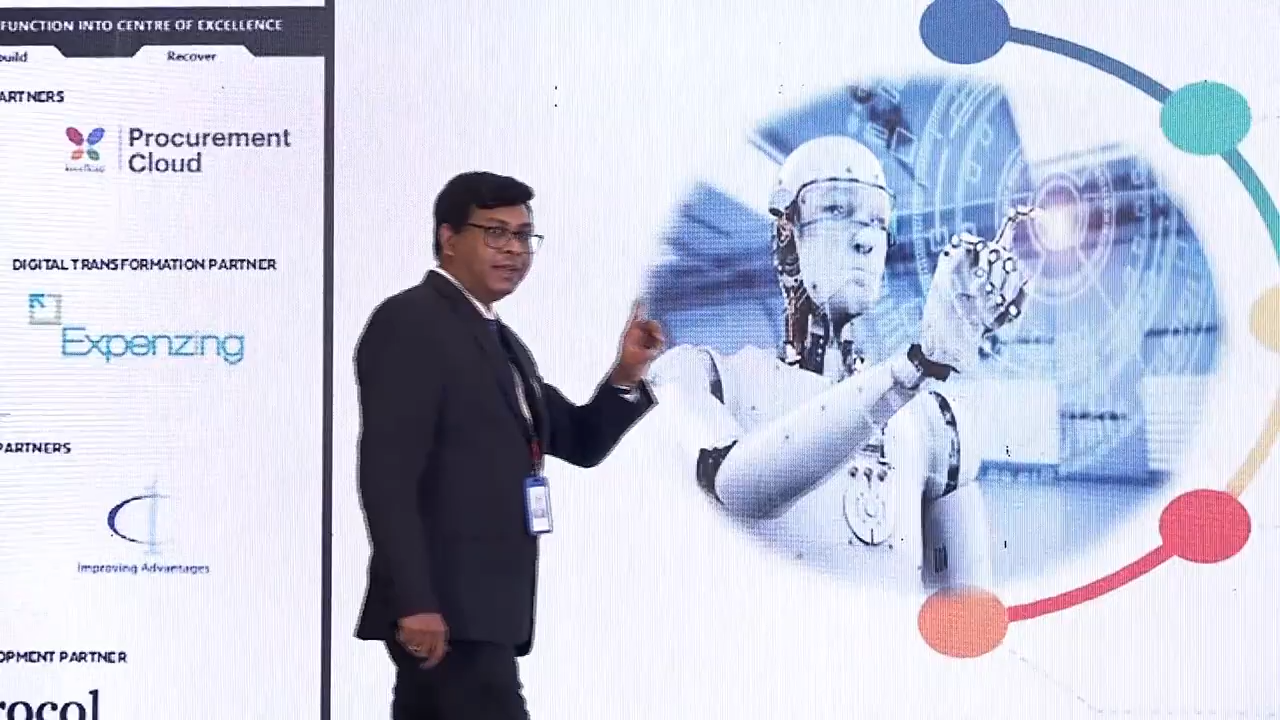 FUNCTION INTO CENTRE OF EXCELLENCE
build
Recover
ARTNERS
Procurement
Cloud
DIGITAL TRANSFORMATION PARTNER
Expenzing
PARTNERS
Improving Advantages
OPMENT PARTNER
rocol